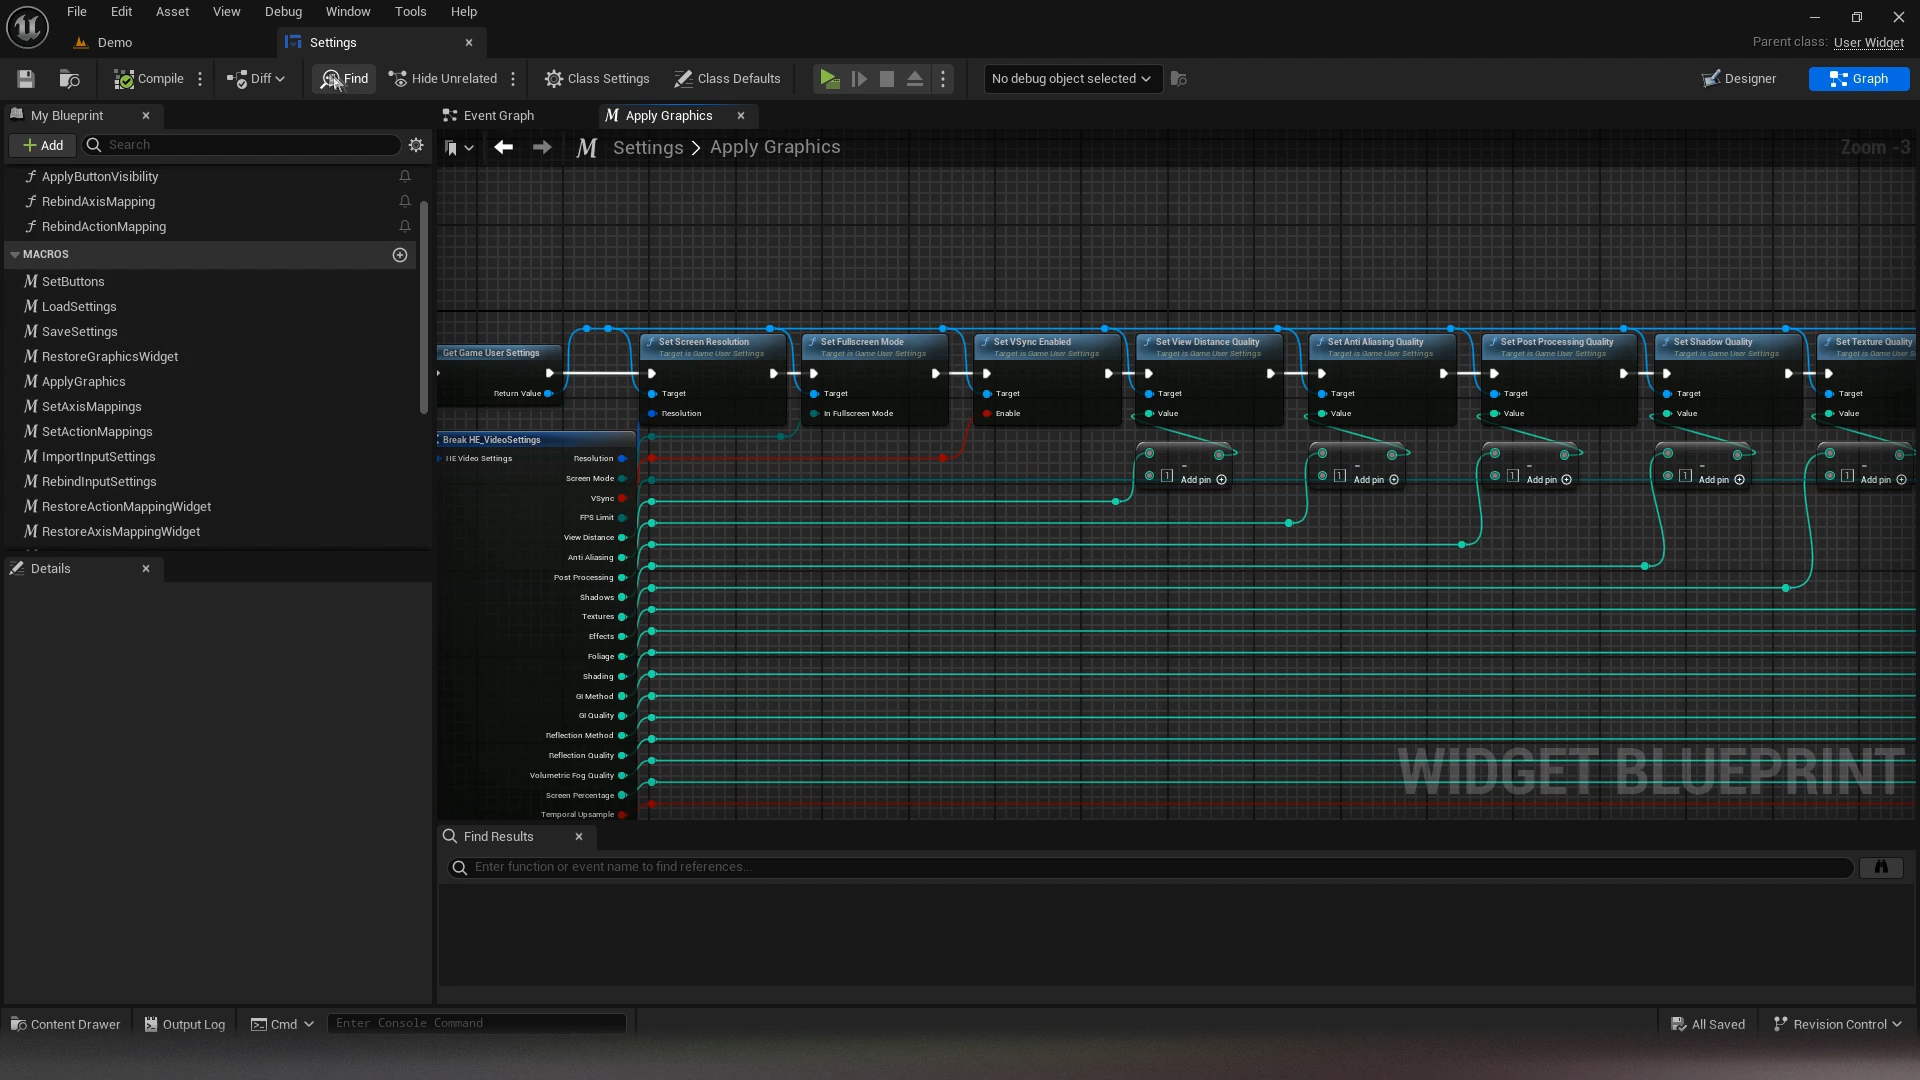 File Edit Asset View Debug Window Tools Help
Demo
Settings
Parent class: User Widget
Compile Diff Find Hide Unrelated Class Settings Class Defaults No debug object selected Designer Graph
My Blueprint
Event Graph
Apply Graphics
Add Search
Settings > Apply Graphics
Zoom -3
ApplyButtonVisibility
RebindAxisMapping
RebindActionMapping
MACROS
SetButtons
LoadSettings
SaveSettings
RestoreGraphicsWidget
ApplyGraphics
SetAxisMappings
SetActionMappings
ImportInputSettings
RebindInputSettings
RestoreActionMappingWidget
RestoreAxisMappingWidget
Details
Get Game User Settings
Return Value
Set Screen Resolution
Target is Game User Settings
Target
Resolution
Set Fullscreen Mode
Target is Game User Settings
Target
In Fullscreen Mode
Set VSync Enabled
Target is Game User Settings
Target
Enable
Set View Distance Quality
Target is Game User Settings
Target
Value
Set Anti Aliasing Quality
Target is Game User Settings
Target
Value
Set Post Processing Quality
Target is Game User Settings
Target
Value
Set Shadow Quality
Target is Game User Settings
Target
Value
Set Texture Quality
Target is Game User S
Target
Value
1 - Add pin
1 - Add pin
1 - Add pin
1 - Add pin
1 - Add pin
Break HE_VideoSettings
HE Video Settings
Resolution
Screen Mode
VSync
FPS Limit
View Distance
Anti Aliasing
Post Processing
Shadows
Textures
Effects
Foliage
Shading
GI Method
GI Quality
Reflection Method
Reflection Quality
Volumetric Fog Quality
Screen Percentage
Temporal Upsample
WIDGET BLUEPRINT
Find Results
Enter function or event name to find references...
Content Drawer Output Log Cmd Enter Console Command All Saved Revision Control